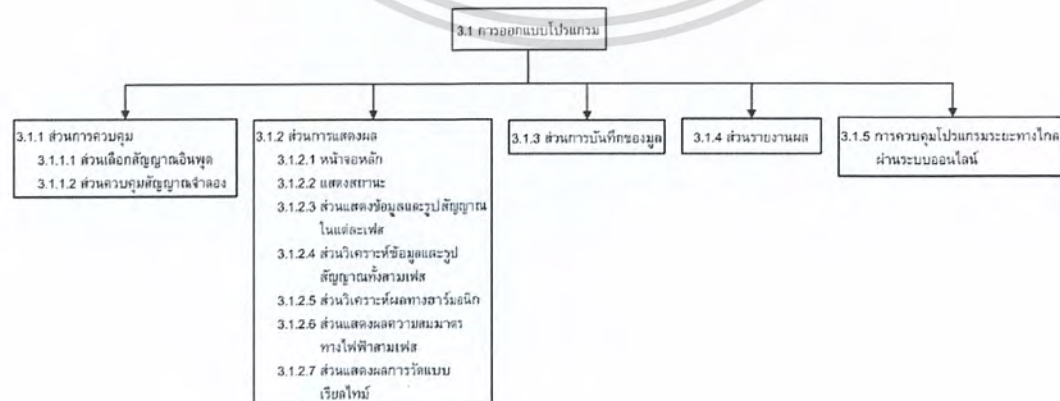 3.1 การออกแบบโปรแกรม
3.1.1 ส่วนการควบคุม
3.1.1.1 ส่วนเลือกสัญญาณอินพุต
3.1.1.2 ส่วนควบคุมสัญญาณจำลอง
3.1.2 ส่วนการแสดงผล
3.1.2.1 หน้าจอหลัก
3.1.2.2 แสดงสถานะ
3.1.2.3 ส่วนแสดงข้อมูลและรูปสัญญาณ
ในแต่ละเฟส
3.1.2.4 ส่วนวิเคราะห์ข้อมูลและรูป
สัญญาณทั้งสามเฟส
3.1.2.5 ส่วนวิเคราะห์ผลทางฮาร์มอนิก
3.1.2.6 ส่วนแสดงผลความสมมาตร
ทางไฟฟ้าสามเฟส
3.1.2.7 ส่วนแสดงผลการวัดแบบ
เรียลไทม์
3.1.3 ส่วนการบันทึกของมูล
3.1.4 ส่วนรายงานผล
3.1.5 การควบคุมโปรแกรมระยะทางไกล
ผ่านระบบออนไลน์